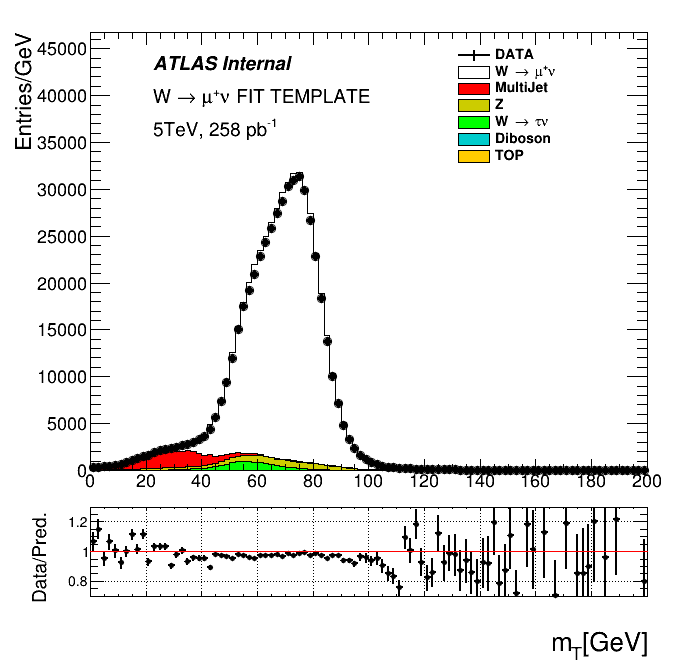 45000
40000
35000
30000
25000
20000
15000
10000
5000
0
Entries/GeV
ATLAS Internal
W → μ⁺ν FIT TEMPLATE
5TeV, 258 pb⁻¹
DATA
W → μ⁺ν
MultiJet
Z
W → τν
Diboson
TOP
0 20 40 60 80 100 120 140 160 180 200
Data/Pred.
1.2
1
0.8
m_T[GeV]